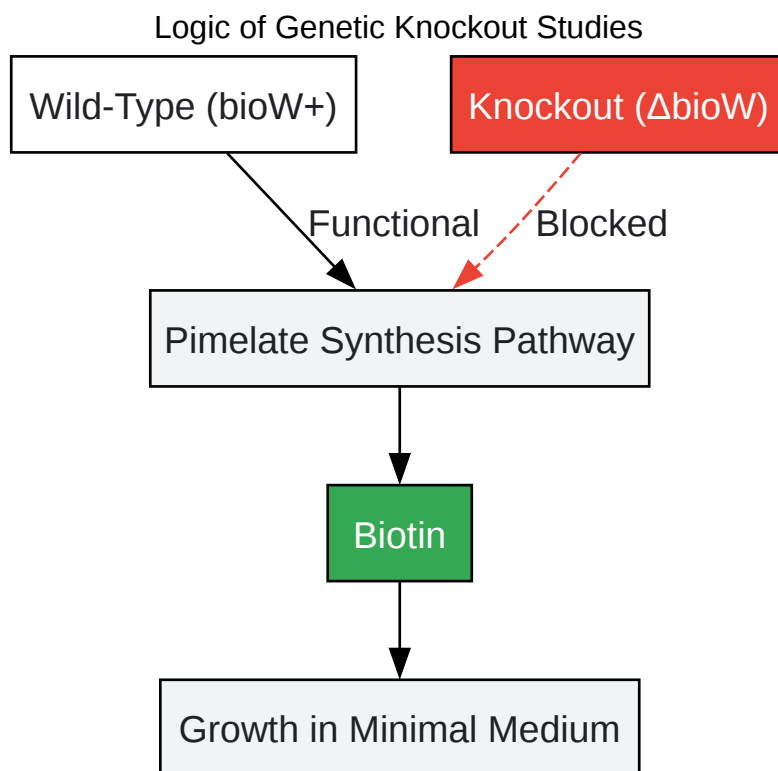 Logic of Genetic Knockout Studies
Wild-Type (bioW+)
Knockout (ΔbioW)
Functional
Blocked
Pimelate Synthesis Pathway
Biotin
Growth in Minimal Medium